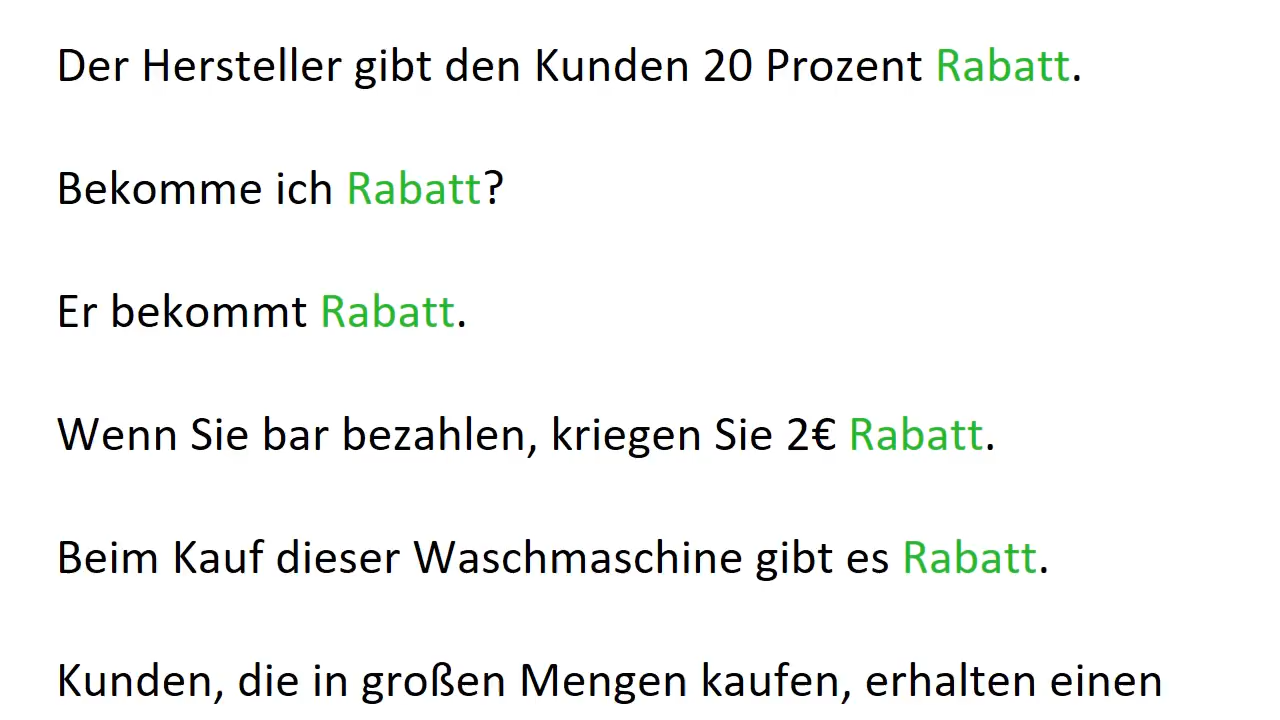 Der Hersteller gibt den Kunden 20 Prozent Rabatt.
Bekomme ich Rabatt?
Er bekommt Rabatt.
Wenn Sie bar bezahlen, kriegen Sie 2€ Rabatt.
Beim Kauf dieser Waschmaschine gibt es Rabatt.
Kunden, die in großen Mengen kaufen, erhalten einen